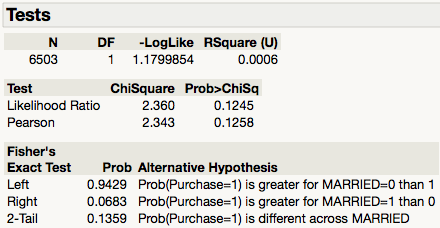 Tests
N DF -LogLike RSquare (U)
6503 1 1.1799854 0.0006
Test ChiSquare Prob>ChiSq
Likelihood Ratio 2.360 0.1245
Pearson 2.343 0.1258
Fisher's
Exact Test Prob Alternative Hypothesis
Left 0.9429 Prob(Purchase=1) is greater for MARRIED=0 than 1
Right 0.0683 Prob(Purchase=1) is greater for MARRIED=1 than 0
2-Tail 0.1359 Prob(Purchase=1) is different across MARRIED